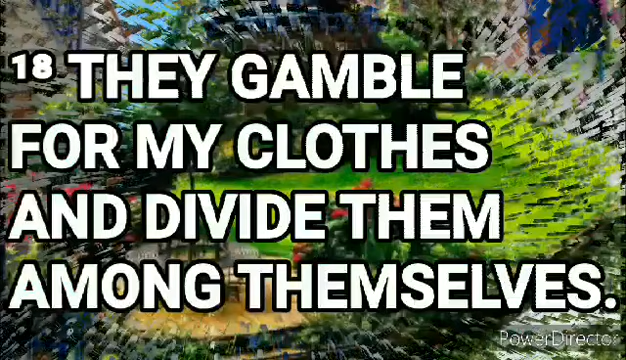 ¹⁸ THEY GAMBLE
FOR MY CLOTHES
AND DIVIDE THEM
AMONG THEMSELVES.
PowerDirector